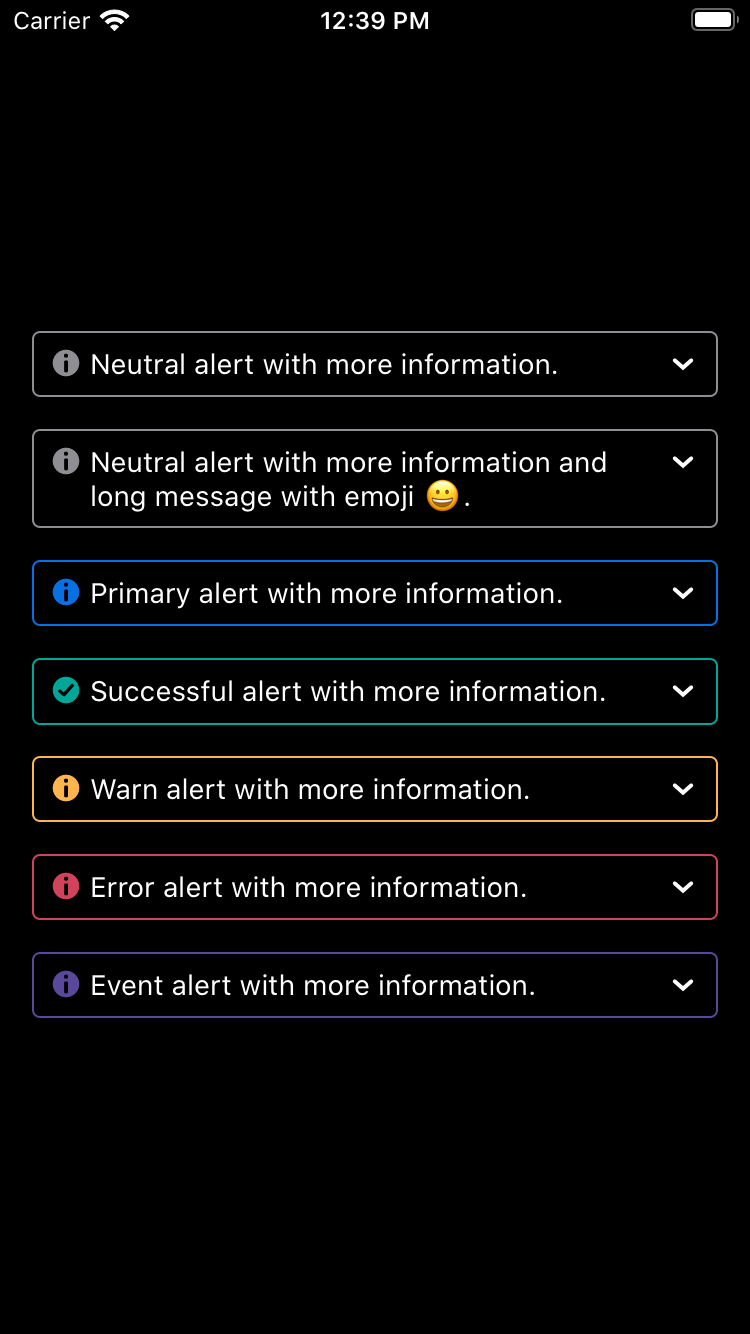 Carrier 12:39 PM
Neutral alert with more information.
Neutral alert with more information and
long message with emoji 😀.
Primary alert with more information.
Successful alert with more information.
Warn alert with more information.
Error alert with more information.
Event alert with more information.